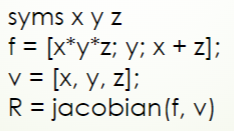 syms x y z
f = [x*y*z; y; x + z];
v = [x, y, z];
R = jacobian(f, v)